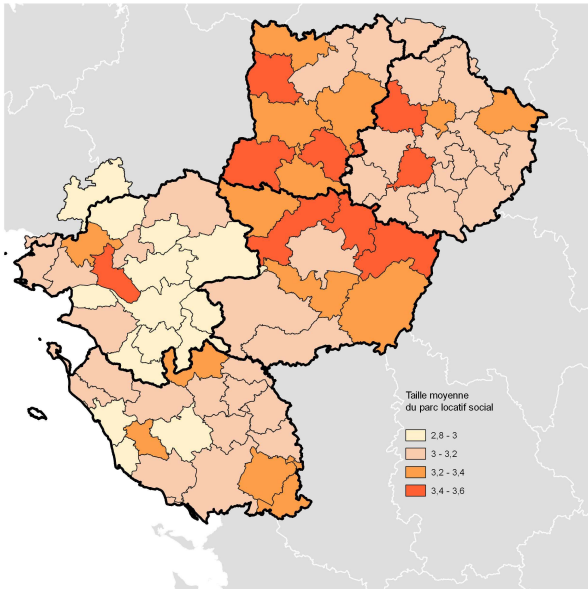 Taille moyenne
du parc locatif social
2,8 - 3
3 - 3,2
3,2 - 3,4
3,4 - 3,6